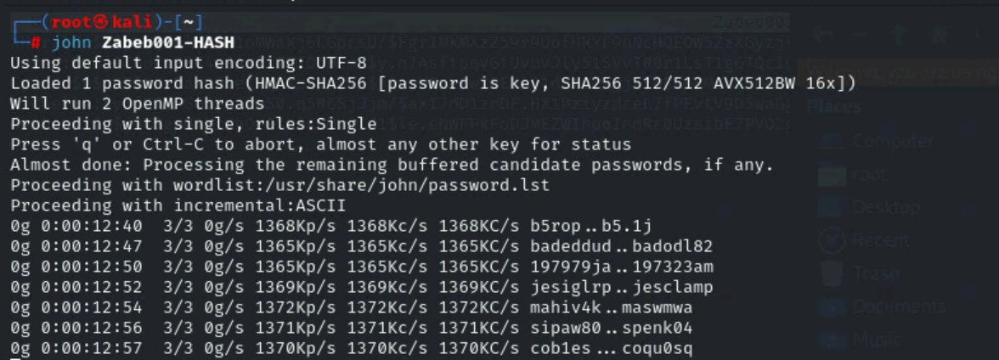 (root㉿kali)-[~]
# john Zabeb001-HASH
Using default input encoding: UTF-8
Loaded 1 password hash (HMAC-SHA256 [password is key, SHA256 512/512 AVX512BW 16x])
Will run 2 OpenMP threads
Proceeding with single, rules:Single
Press 'q' or Ctrl-C to abort, almost any other key for status
Almost done: Processing the remaining buffered candidate passwords, if any.
Proceeding with wordlist:/usr/share/john/password.lst
Proceeding with incremental:ASCII
0g 0:00:12:40  3/3 0g/s 1368Kp/s 1368Kc/s 1368KC/s b5rop..b5.1j
0g 0:00:12:47  3/3 0g/s 1365Kp/s 1365Kc/s 1365KC/s badeddud..badodl82
0g 0:00:12:50  3/3 0g/s 1365Kp/s 1365Kc/s 1365KC/s 197979ja..197323am
0g 0:00:12:52  3/3 0g/s 1369Kp/s 1369Kc/s 1369KC/s jesiglrp..jesclamp
0g 0:00:12:54  3/3 0g/s 1372Kp/s 1372Kc/s 1372KC/s mahiv4k..maswmwa
0g 0:00:12:56  3/3 0g/s 1371Kp/s 1371Kc/s 1371KC/s sipaw80..spenk04
0g 0:00:12:57  3/3 0g/s 1370Kp/s 1370Kc/s 1370KC/s cob1es...coqu0sq
Places
Computer
root
Desktop
Recent
Trash
Documents
Music